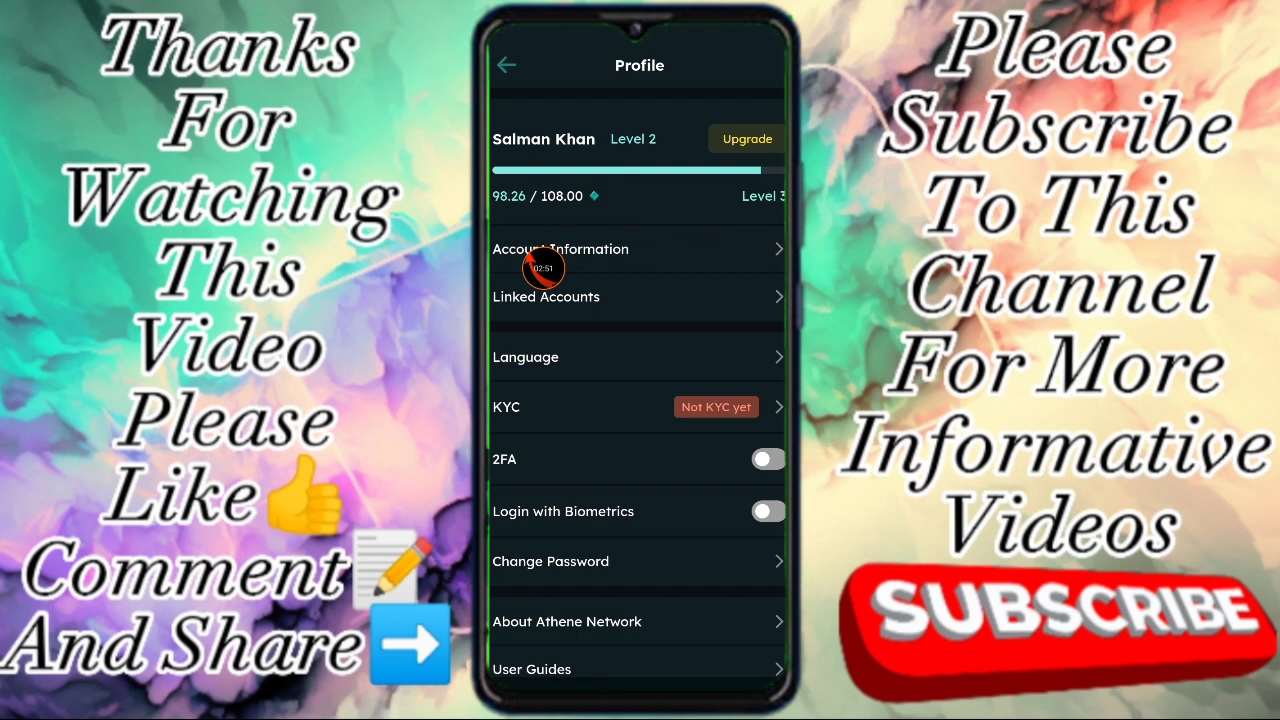 Thanks
For
Watching
This
Video
Please
Like
Comment
And Share
Profile
Salman Khan Level 2 Upgrade
98.26 / 108.00 Level 3
Account Information
02:51
Linked Accounts
Language
KYC Not KYC yet
2FA
Login with Biometrics
Change Password
About Athene Network
User Guides
Please
Subscribe
To This
Channel
For More
Informative
Videos
SUBSCRIBE